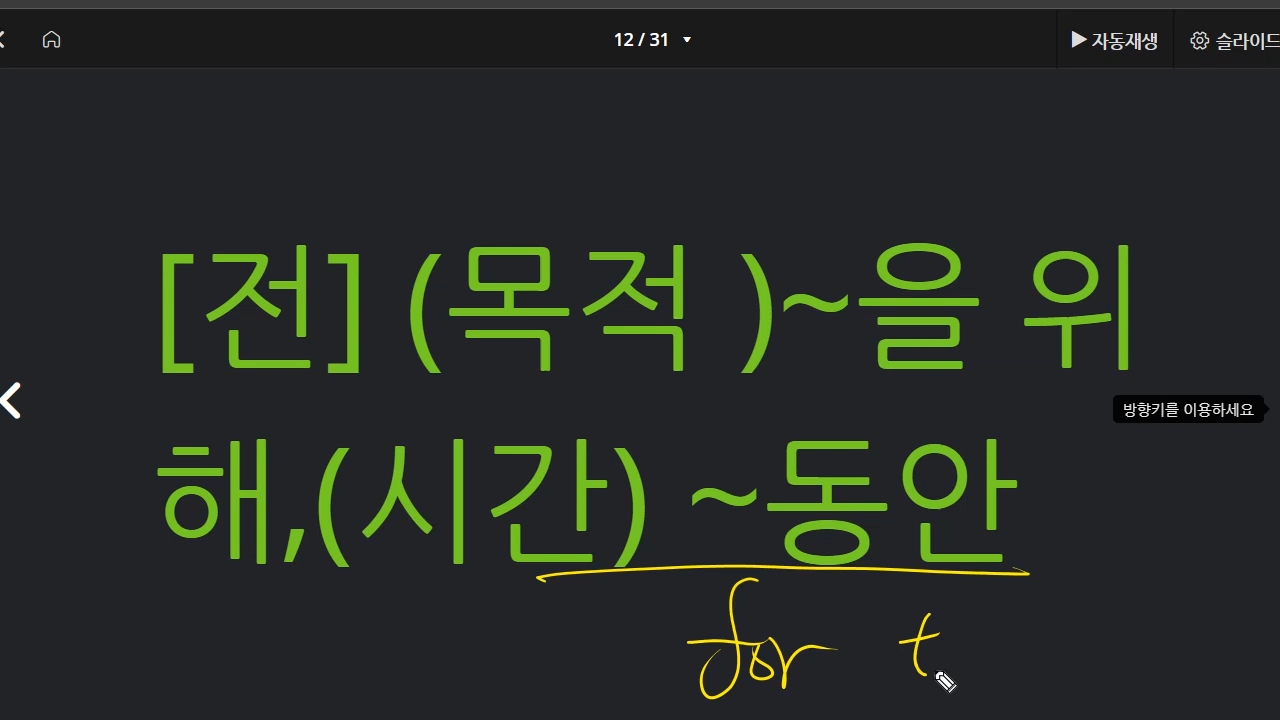 12 / 31
자동재생
슬라이드
[전] (목적 )~을 위
방향키를 이용하세요
해,(시간) ~동안
for t